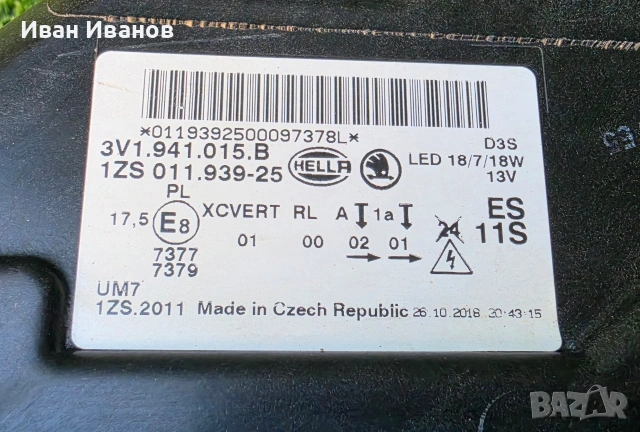 Иван Иванов
*0119392500097378L*
3V1.941.015.B HELLA D3S
LED 18/7/18W
1ZS 011.939-25 13V
PL
17,5 E8 XCVERT RL A 1a 24 ES
01 00 02 01 11S
7377
7379
UM7
1ZS.2011 Made in Czech Republic 26.10.2018 20:43:15
BAZAR